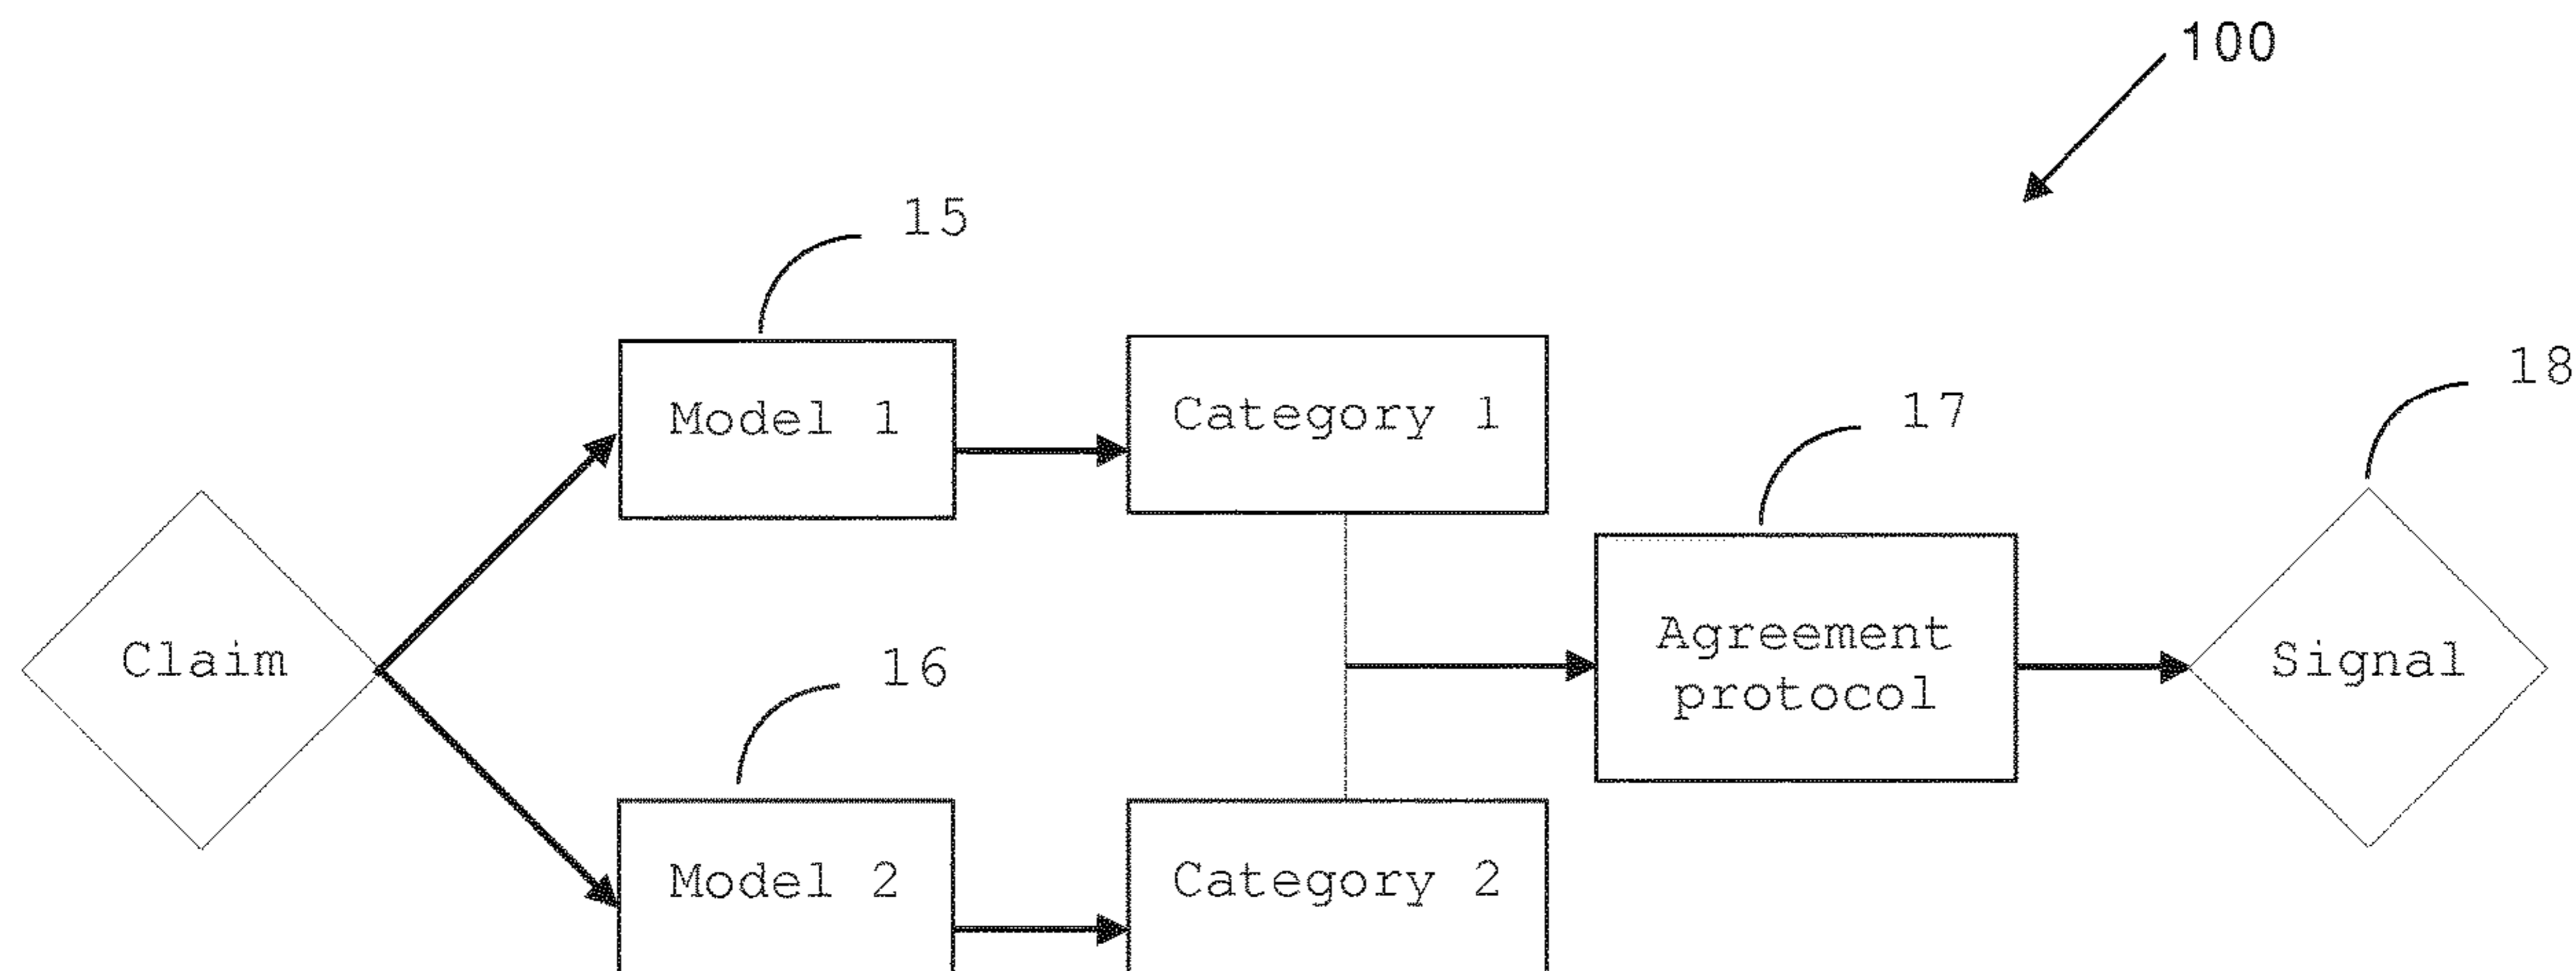 100
15
Model 1
Category 1
17
18
Claim
16
Agreement
protocol
Signal
Model 2
Category 2